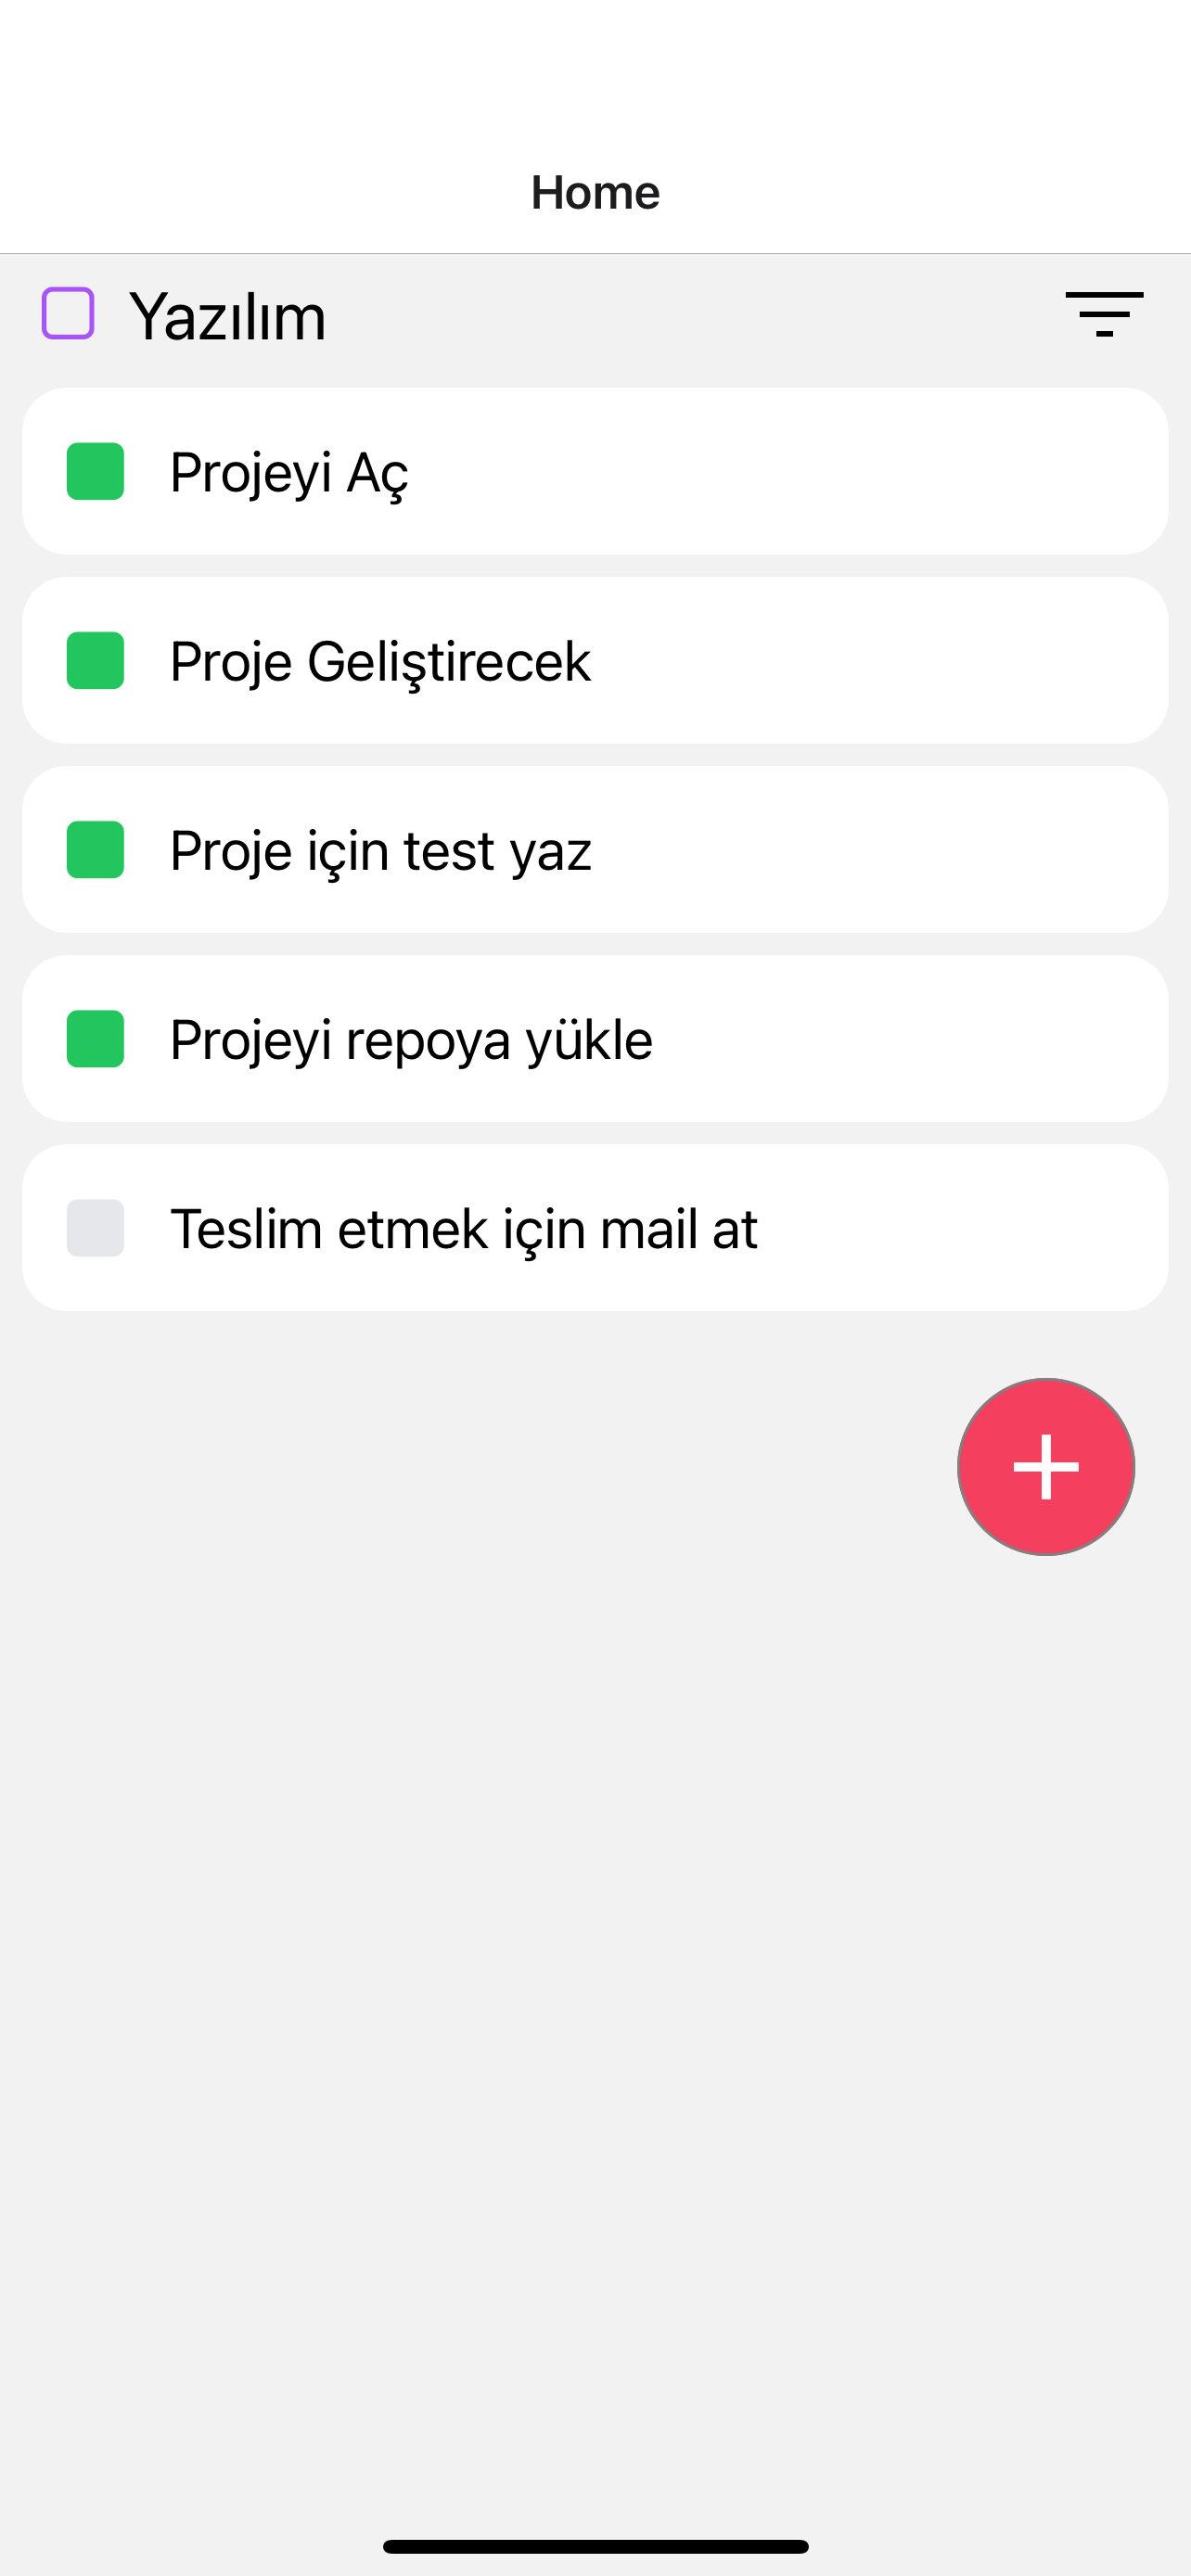 Home
Yazılım
Projeyi Aç
Proje Geliştirecek
Proje için test yaz
Projeyi repoya yükle
Teslim etmek için mail at